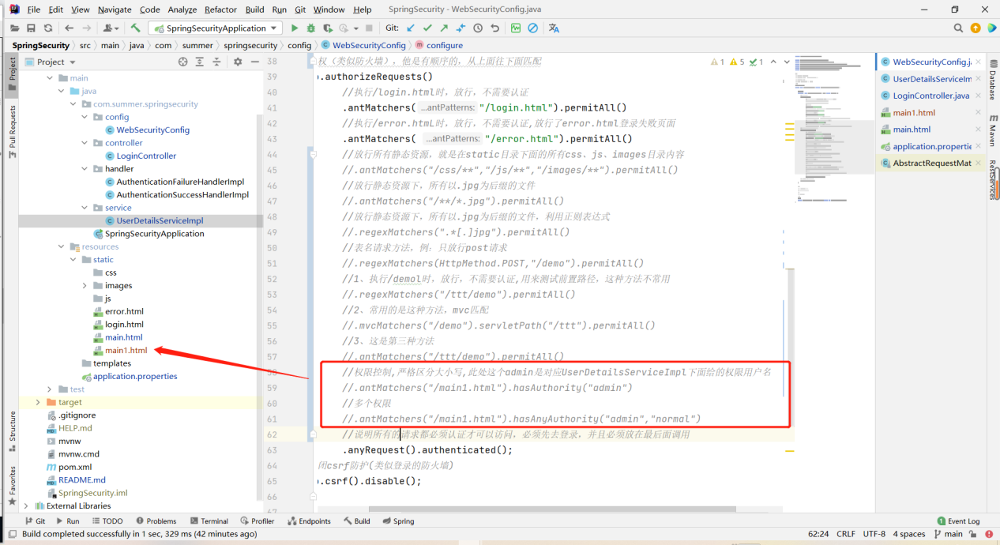 File Edit View Navigate Code Analyze Refactor Build Run Git Window Help SpringSecurity - WebSecurityConfig.java
SpringSecurityApplication Git:
SpringSecurity src main java com summer springsecurity config WebSecurityConfig configure
Project
main
java
com.summer.springsecurity
config
WebSecurityConfig
controller
LoginController
handler
AuthenticationFailureHandlerImpl
AuthenticationSuccessHandlerImpl
service
UserDetailsServiceImpl
SpringSecurityApplication
resources
static
css
images
js
error.html
login.html
main.html
main1.html
templates
application.properties
test
target
.gitignore
HELP.md
mvnw
mvnw.cmd
pom.xml
README.md
SpringSecurity.iml
External Libraries
Project
Pull Requests
Structure
Favorites
38 权（类似防火墙），他是有顺序的，从上面往下面匹配
39 .authorizeRequests()
40 //执行/login.html时，放行，不需要认证
41 .antMatchers( ...antPatterns: "/login.html").permitAll()
42 //执行/error.htmL时，放行，不需要认证,放行了error.html登录失败页面
43 .antMatchers( ...antPatterns: "/error.html").permitAll()
44 //放行所有静态资源，就是在static目录下面的所有css、js、images目录内容
45 //.antMatchers("/css/**","/js/**","/images/**").permitAll()
46 //放行静态资源下，所有以.jpg为后缀的文件
47 //.antMatchers("/**/*.jpg").permitAll()
48 //放行静态资源下，所有以.jpg为后缀的文件，利用正则表达式
49 //.regexMatchers(".*[.]jpg").permitAll()
50 //表名请求方法，例：只放行post请求
51 //.regexMatchers(HttpMethod.POST,"/demo").permitAll()
52 //1、执行/demol时，放行，不需要认证,用来测试前置路径，这种方法不常用
53 //.regexMatchers("/ttt/demo").permitAll()
54 //2、常用的是这种方法，mvc匹配
55 //.mvcMatchers("/demo").servletPath("/ttt").permitAll()
56 //3、这是第三种方法
57 //.antMatchers("/ttt/demo").permitAll()
58 //权限控制,严格区分大小写,此处这个admin是对应UserDetailsServiceImpl下面给的权限用户名
59 //.antMatchers("/main1.html").hasAuthority("admin")
60 //多个权限
61 //.antMatchers("/main1.html").hasAnyAuthority("admin","normal")
62 //说明所有的请求都必须认证才可以访问，必须先去登录，并且必须放在最后面调用
63 .anyRequest().authenticated();
64 闭csrf防护(类似登录的防火墙)
65 .csrf().disable();
66
67
1 5 1
WebSecurityConfig.j
UserDetailsServiceIm
LoginController.java
main1.html
main.html
application.propertie
AbstractRequestMat
Database
Maven
RestServices
Git Run TODO Problems Terminal Profiler Endpoints Build Spring 1 Event Log
Build completed successfully in 1 sec, 329 ms (42 minutes ago) 62:24 CRLF UTF-8 4 spaces main